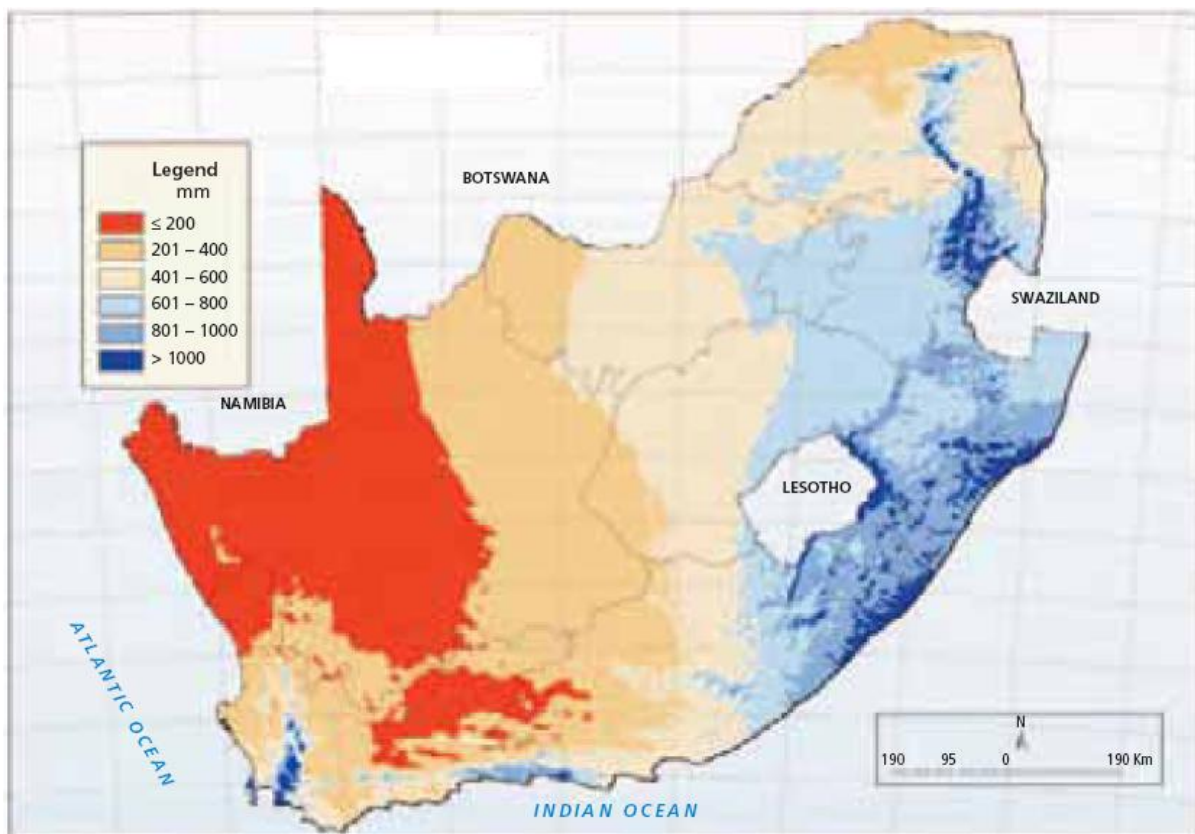 BOTSWANA
Legend
mm
≤ 200
201 – 400
401 – 600
601 – 800
801 – 1000
> 1000
SWAZILAND
NAMIBIA
LESOTHO
ATLANTIC OCEAN
N
190 95 0 190 Km
INDIAN OCEAN